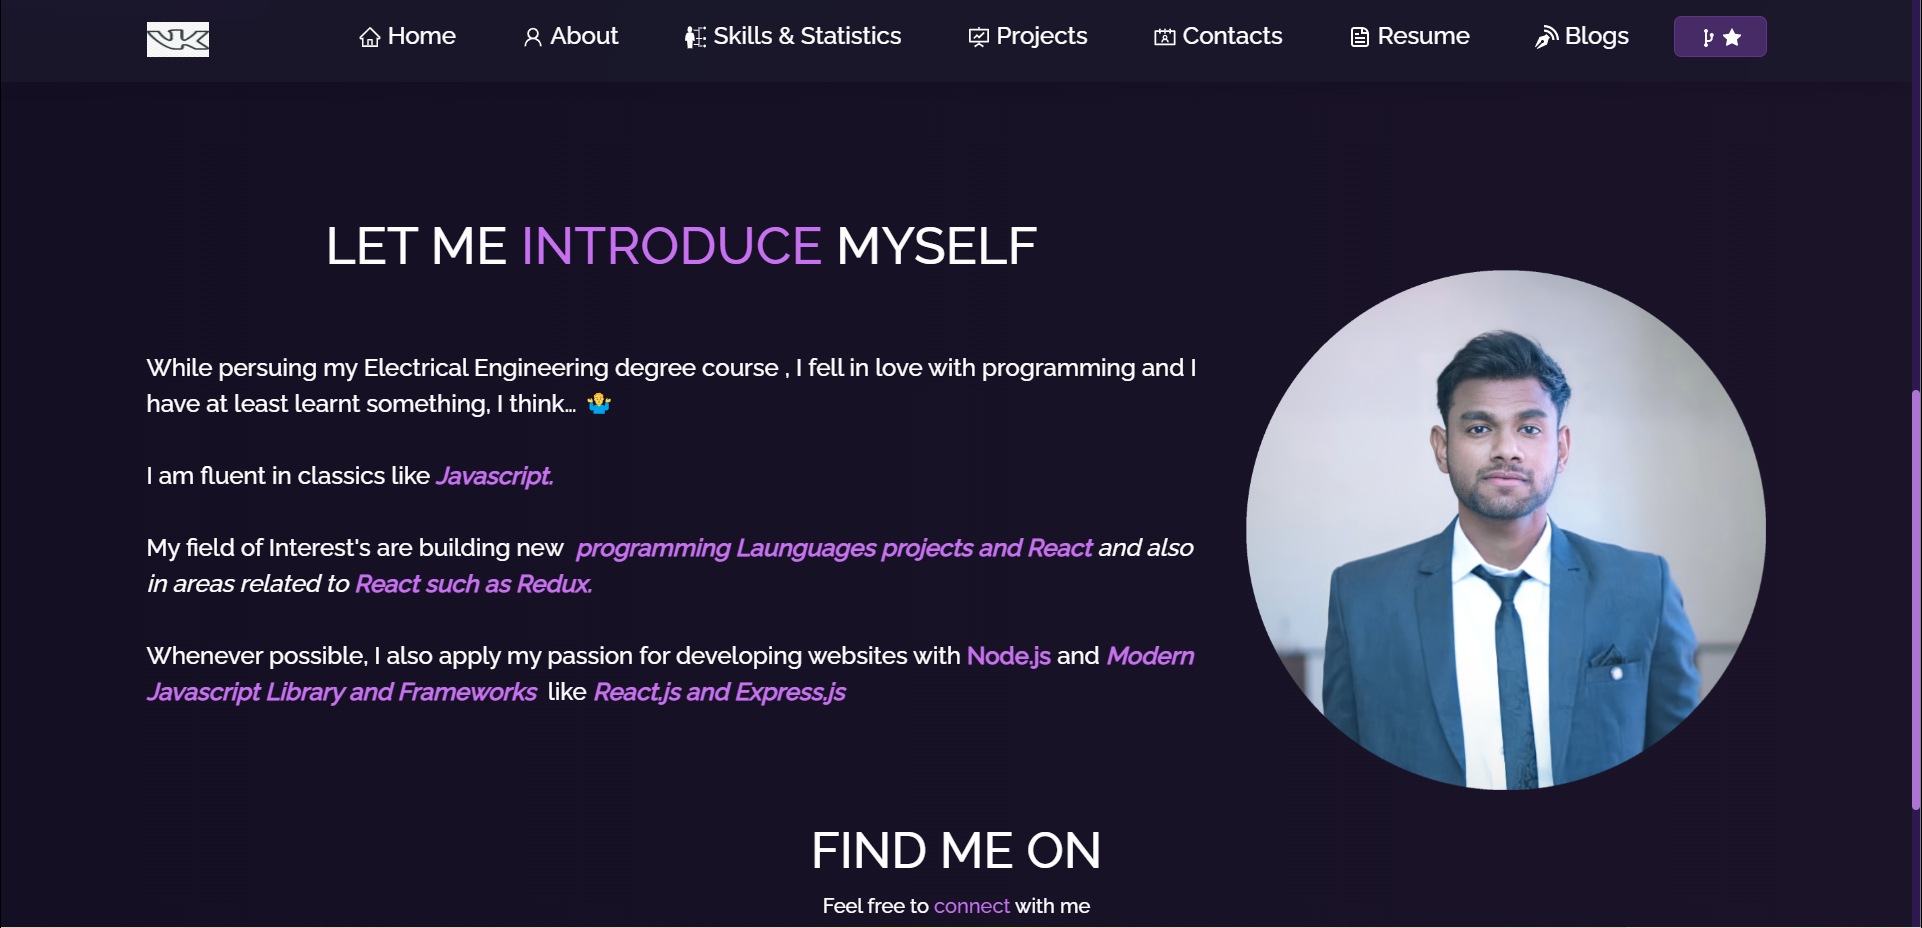 Home About Skills & Statistics Projects Contacts Resume Blogs
LET ME INTRODUCE MYSELF
While persuing my Electrical Engineering degree course , I fell in love with programming and I
have at least learnt something, I think… 🤷‍♂️
I am fluent in classics like Javascript.
My field of Interest's are building new programming Launguages projects and React and also
in areas related to React such as Redux.
Whenever possible, I also apply my passion for developing websites with Node.js and Modern
Javascript Library and Frameworks like React.js and Express.js
FIND ME ON
Feel free to connect with me